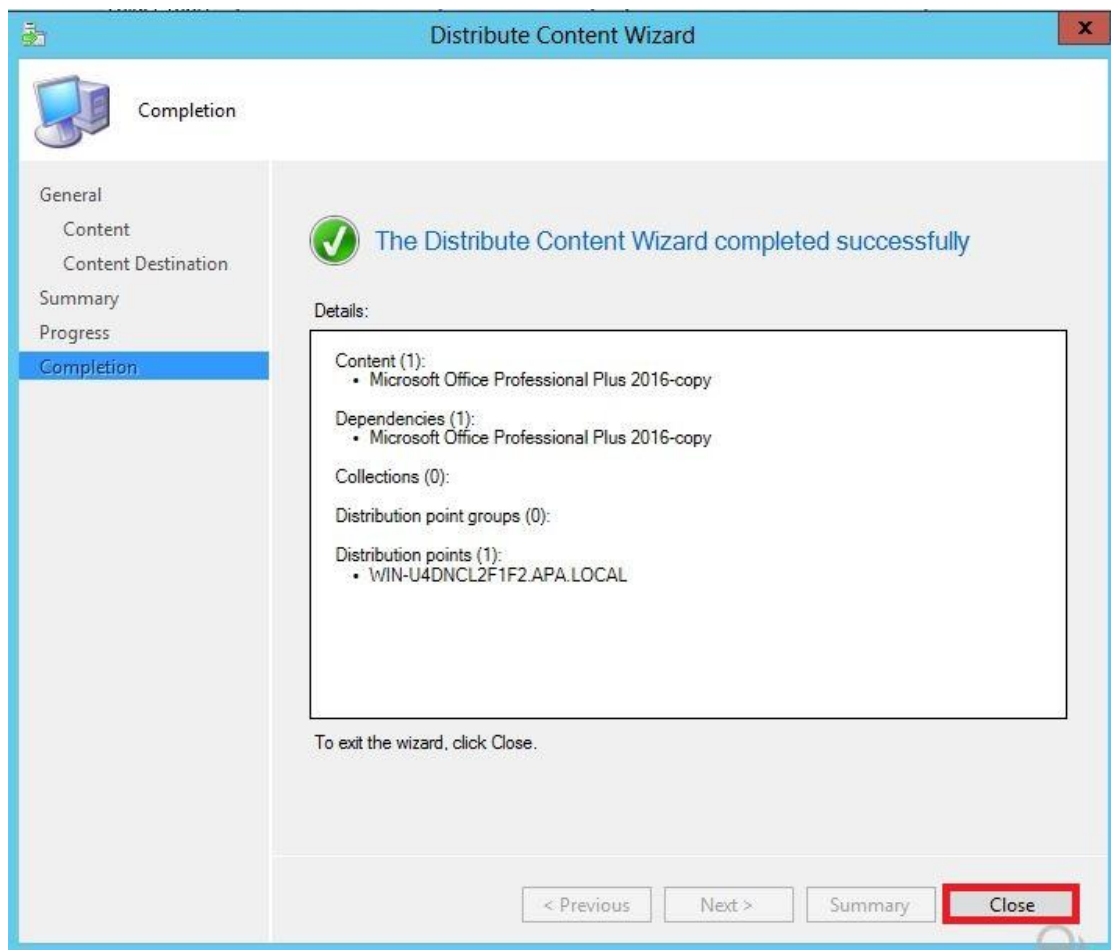 Distribute Content Wizard
x
Completion
General
Content
Content Destination
Summary
Progress
Completion
The Distribute Content Wizard completed successfully
Details:
Content (1):
• Microsoft Office Professional Plus 2016-copy
Dependencies (1):
• Microsoft Office Professional Plus 2016-copy
Collections (0):
Distribution point groups (0):
Distribution points (1):
• WIN-U4DNCL2F1F2.APA.LOCAL
To exit the wizard, click Close.
< Previous Next > Summary Close